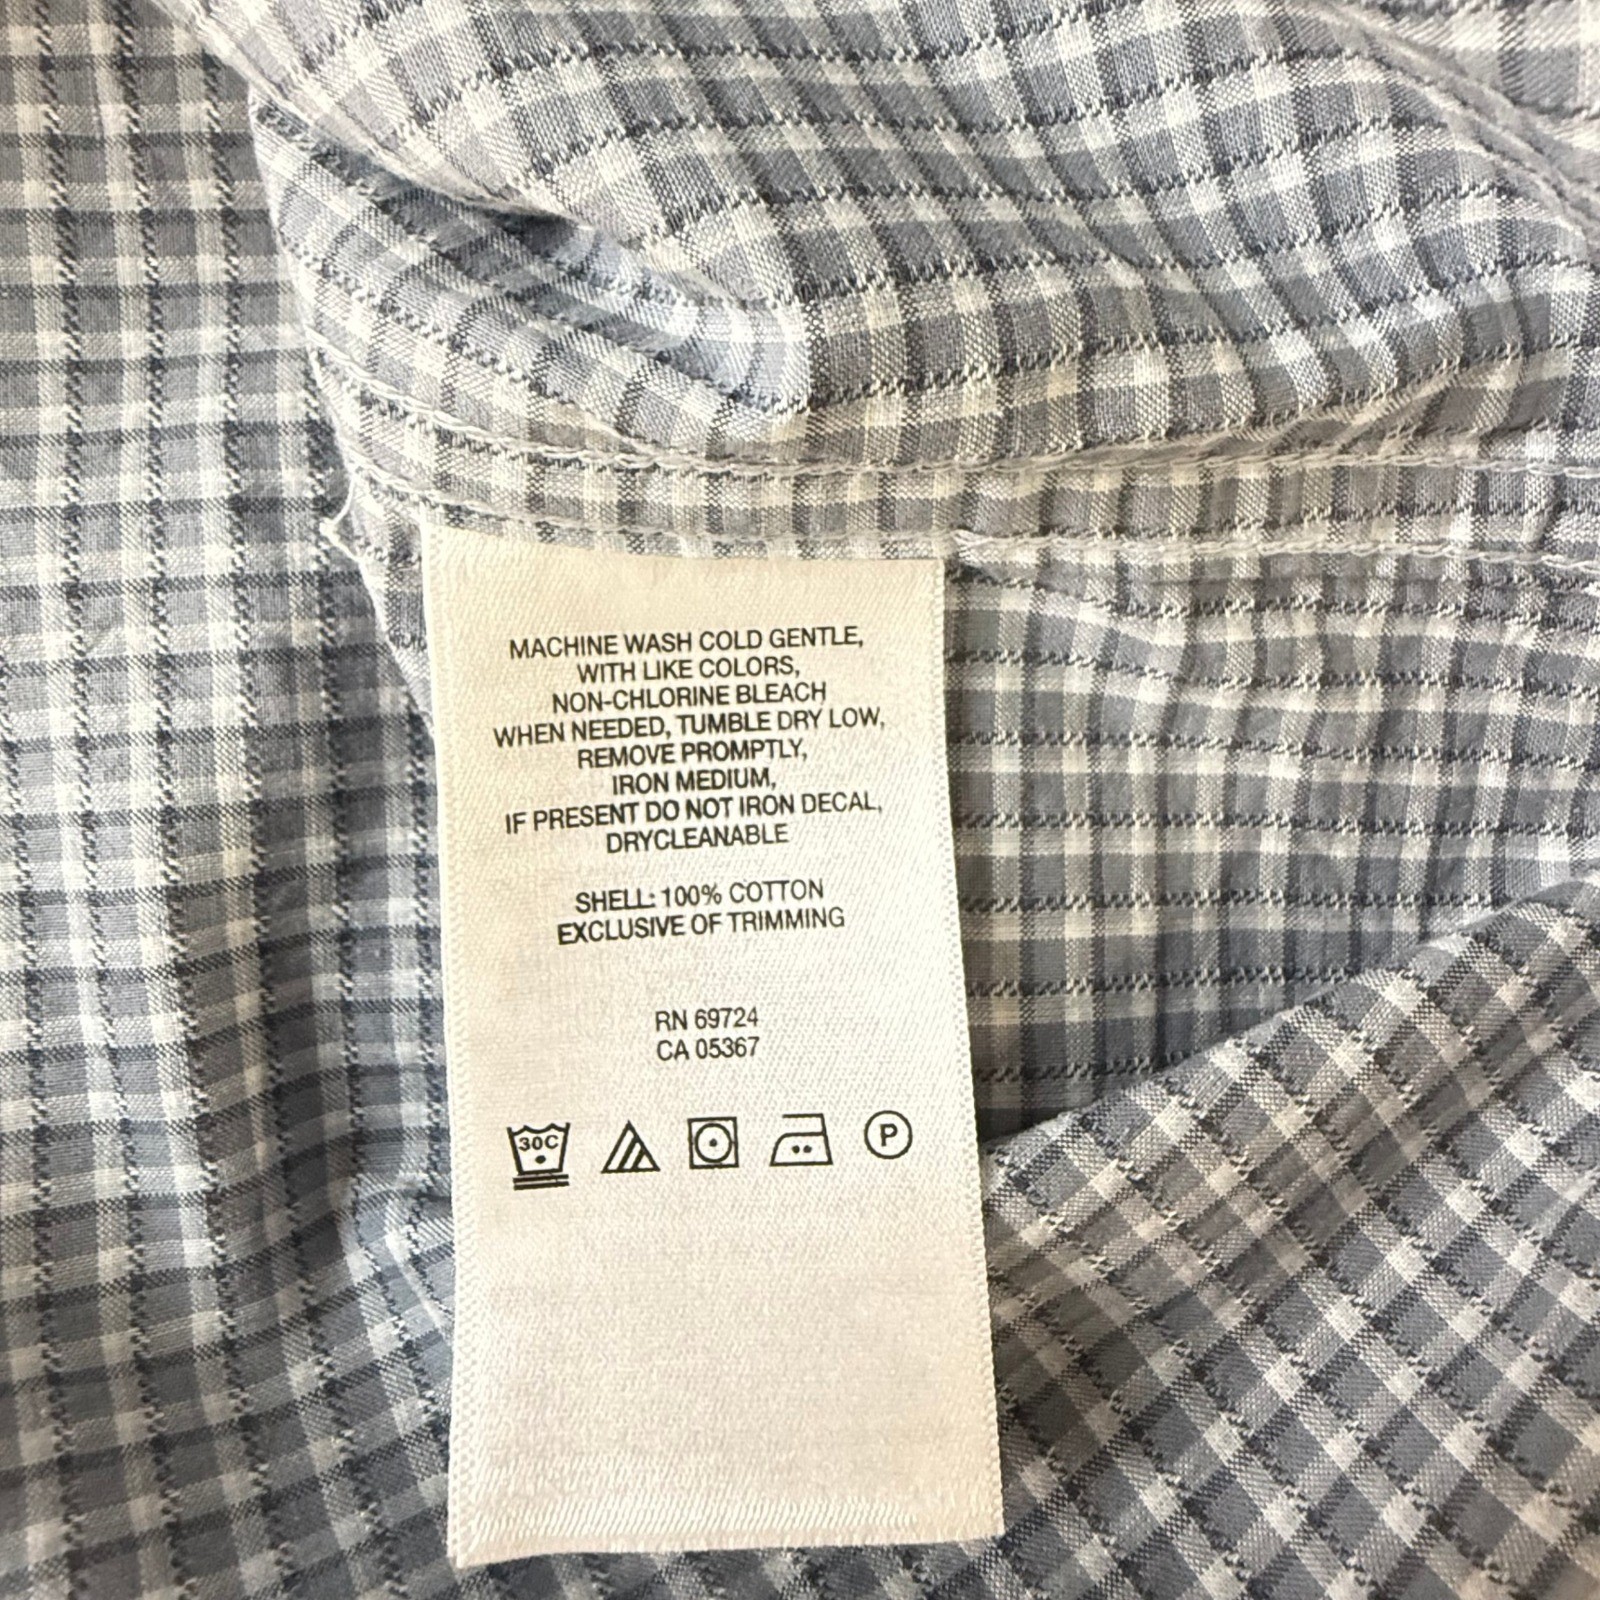 MACHINE WASH COLD GENTLE,
WITH LIKE COLORS,
NON-CHLORINE BLEACH
WHEN NEEDED, TUMBLE DRY LOW,
REMOVE PROMPTLY,
IRON MEDIUM,
IF PRESENT DO NOT IRON DECAL,
DRYCLEANABLE
SHELL: 100% COTTON
EXCLUSIVE OF TRIMMING
RN 69724
CA 05367
30C P